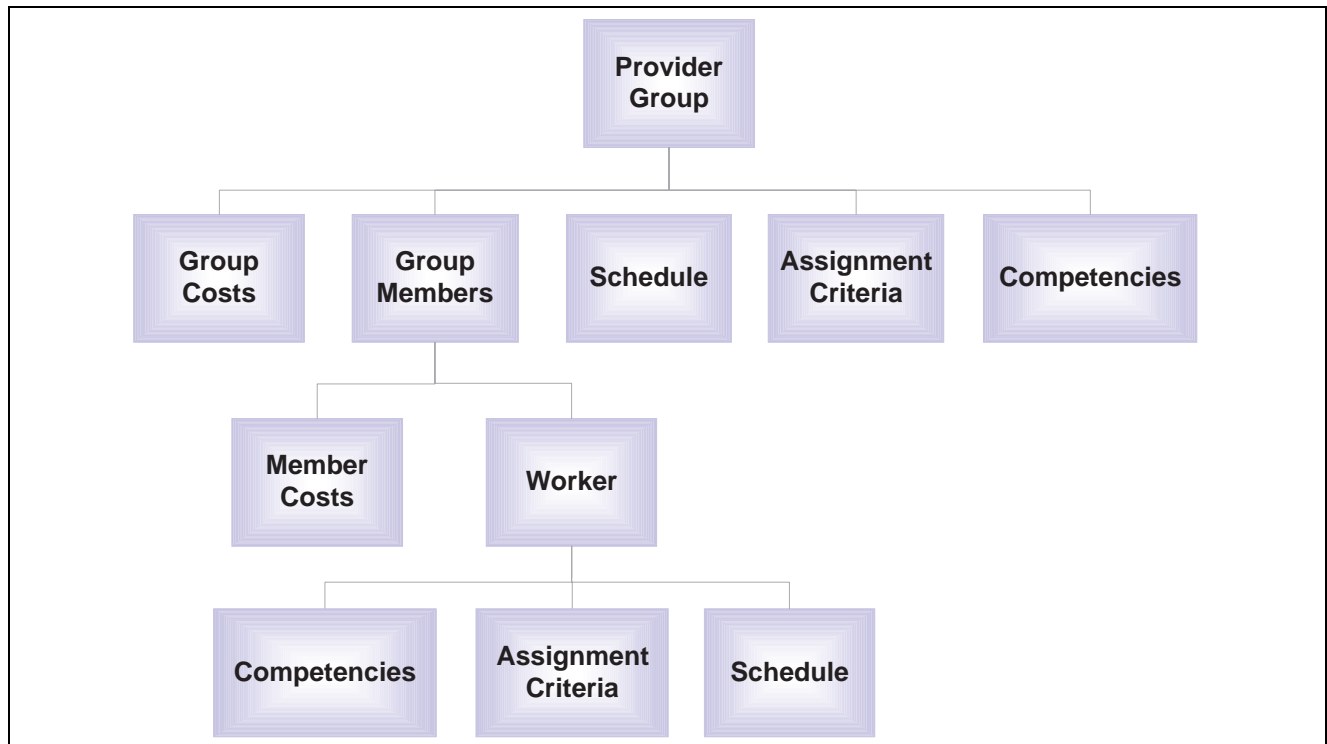 Provider
Group
Group
Costs
Group
Members
Schedule
Assignment
Criteria
Competencies
Member
Costs
Worker
Competencies
Assignment
Criteria
Schedule